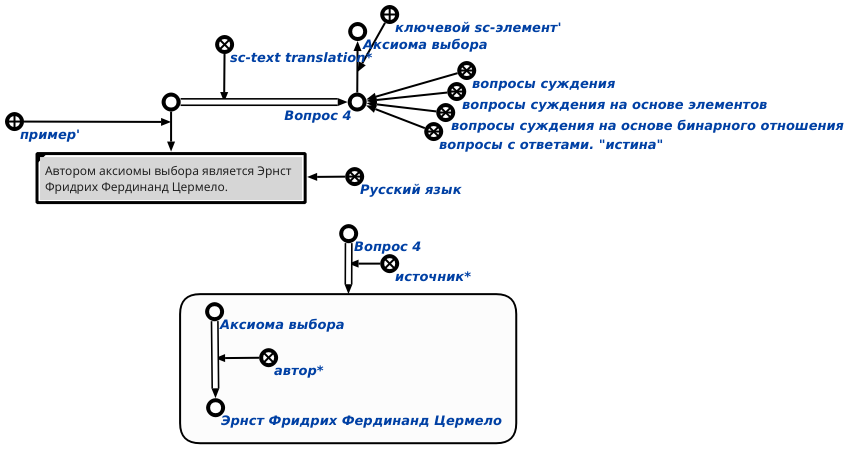 ключевой sc-элемент'
Аксиома выбора
sc-text translation*
вопросы суждения
вопросы суждения на основе элементов
Вопрос 4
вопросы суждения на основе бинарного отношения
пример'
вопросы с ответами. "истина"
Автором аксиомы выбора является Эрнст
Фридрих Фердинанд Цермело.
Русский язык
Вопрос 4
источник*
Аксиома выбора
автор*
Эрнст Фридрих Фердинанд Цермело